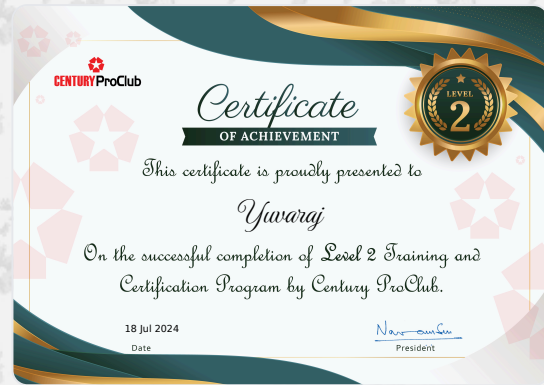 CENTURY ProClub
LEVEL
2
Certificate
OF ACHIEVEMENT
This certificate is proudly presented to
Yuvaraj
On the successful completion of Level 2 Training and
Certification Program by Century ProClub.
18 Jul 2024
Date
President